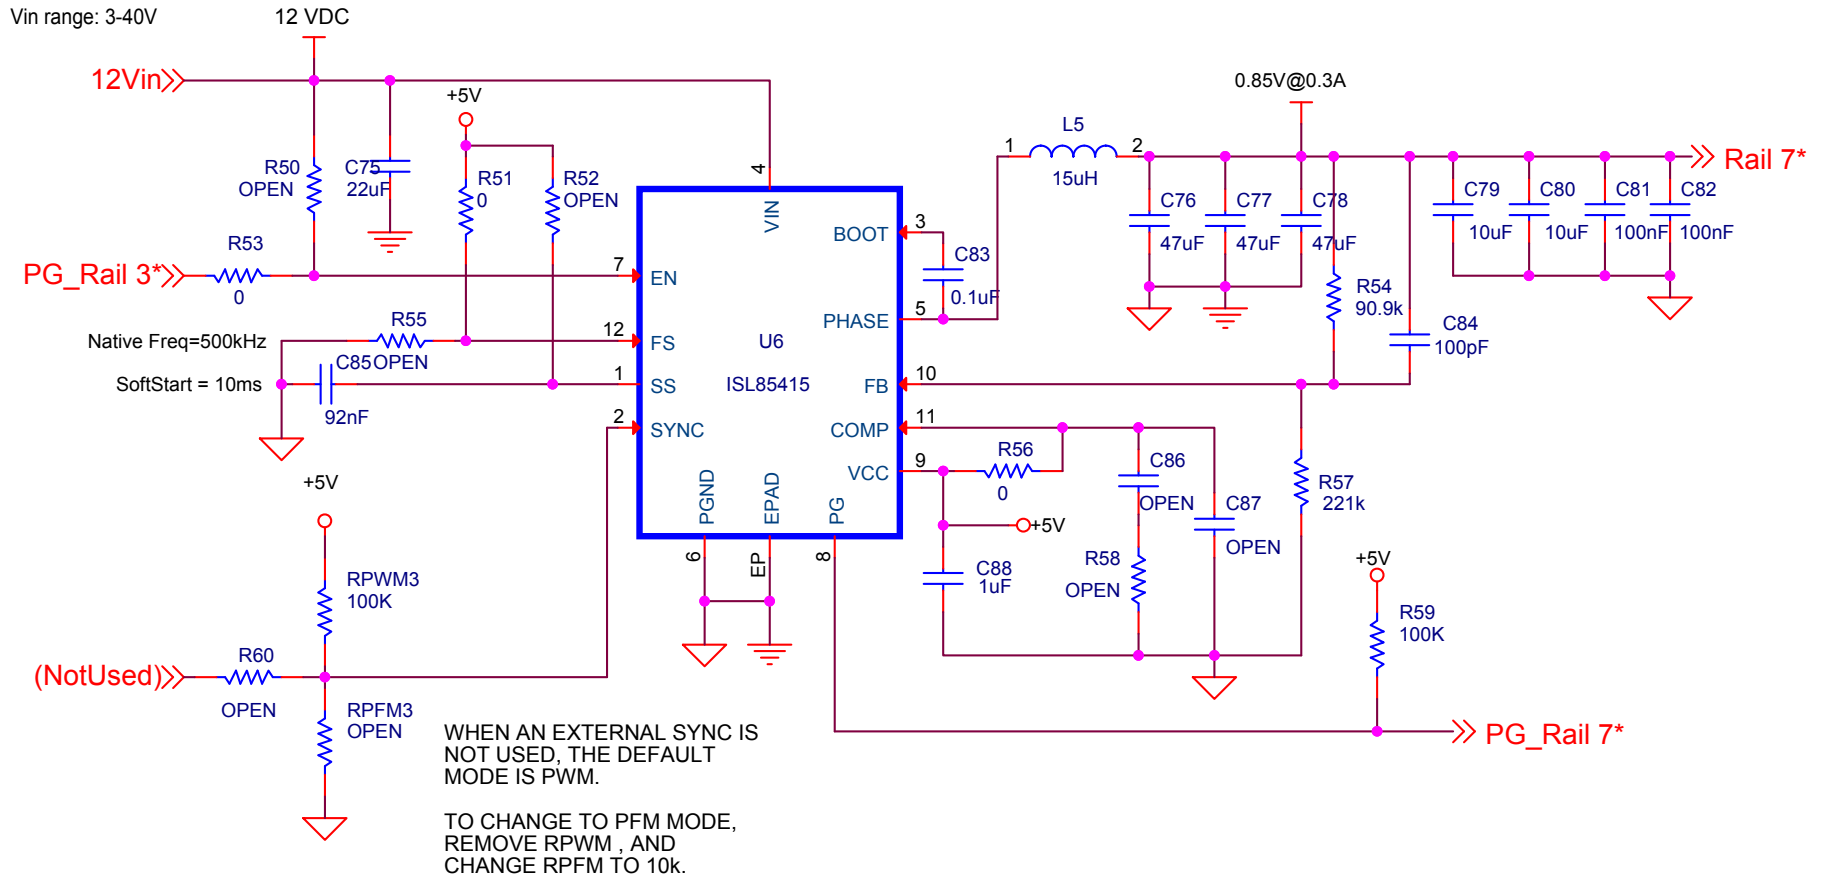 Vin range: 3-40V
12 VDC
12Vin
+5V
0.85V@0.3A
L5
1
2
15uH
Rail 7*
R50
OPEN
C75
22uF
R51
0
R52
OPEN
4
VIN
C76
47uF
C77
47uF
C78
47uF
C79
10uF
C80
10uF
C81
100nF
C82
100nF
BOOT
3
C83
0.1uF
R53
0
PG_Rail 3*
7
EN
R54
90.9k
PHASE
5
C84
100pF
Native Freq=500kHz
R55
OPEN
12
FS
U6
ISL85415
SoftStart = 10ms
C85
92nF
1
SS
FB
10
2
SYNC
COMP
11
VCC
9
R56
0
C86
OPEN
C87
OPEN
R57
221k
PGND
EPAD
PG
6
EP
8
+5V
+5V
C88
1uF
R58
OPEN
RPWM3
100K
+5V
R59
100K
(NotUsed)
R60
OPEN
RPFM3
OPEN
PG_Rail 7*
WHEN AN EXTERNAL SYNC IS
NOT USED, THE DEFAULT
MODE IS PWM.
TO CHANGE TO PFM MODE,
REMOVE RPWM , AND
CHANGE RPFM TO 10k.